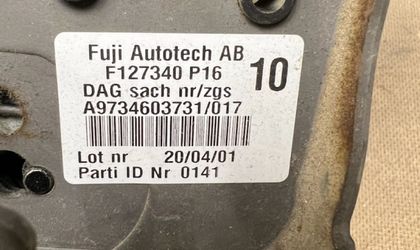 Fuji Autotech AB
F127340 P16
10
DAG sach nr/zgs
A9734603731/017
Lot nr 20/04/01
Parti ID Nr 0141